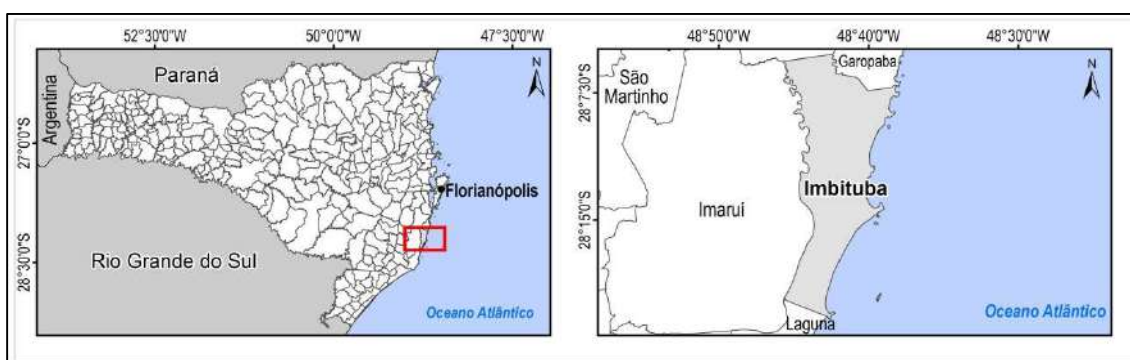 52°30'0"W 50°0'0"W 47°30'0"W
Paraná
N
Argentina
27°0'0"S
Florianópolis
28°30'0"S
Rio Grande do Sul
Oceano Atlântico
48°50'0"W 48°40'0"W 48°30'0"W
São
Martinho
Garopaba
N
28°7'30"S
Imbituba
Imaruí
28°15'0"S
Laguna
Oceano Atlântico